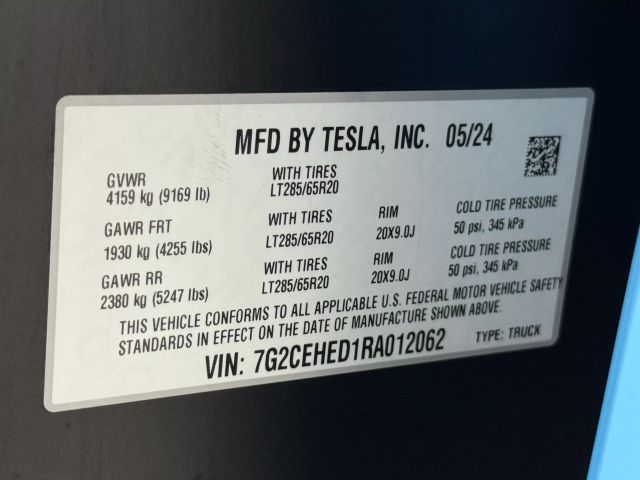 MFD BY TESLA, INC. 05/24
GVWR
4159 kg (9169 lb)
WITH TIRES
LT285/65R20
GAWR FRT
1930 kg (4255 lbs)
WITH TIRES
LT285/65R20
RIM
20X9.0J
COLD TIRE PRESSURE
50 psi, 345 kPa
GAWR RR
2380 kg (5247 lbs)
WITH TIRES
LT285/65R20
RIM
20X9.0J
COLD TIRE PRESSURE
50 psi, 345 kPa
THIS VEHICLE CONFORMS TO ALL APPLICABLE U.S. FEDERAL MOTOR VEHICLE SAFETY
STANDARDS IN EFFECT ON THE DATE OF MANUFACTURE SHOWN ABOVE.
VIN: 7G2CEHED1RA012062 TYPE: TRUCK